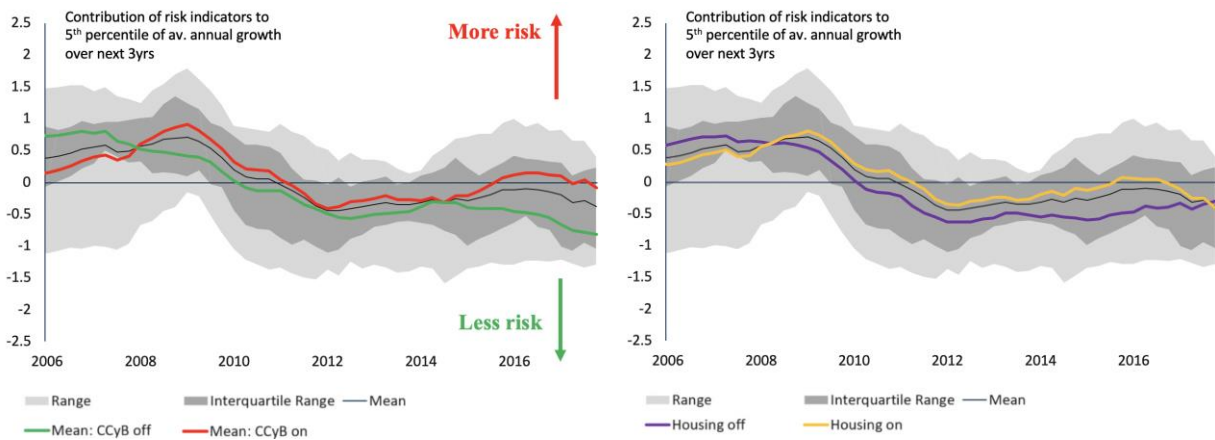 Contribution of risk indicators to
5th percentile of av. annual growth
over next 3yrs
More risk
2.5
2
1.5
1
0.5
0
-0.5
-1
-1.5
-2
-2.5
Less risk
2006 2008 2010 2012 2014 2016
Range Interquartile Range Mean
Mean: CCyB off Mean: CCyB on
Contribution of risk indicators to
5th percentile of av. annual growth
over next 3yrs
2.5
2
1.5
1
0.5
0
-0.5
-1
-1.5
-2
-2.5
2006 2008 2010 2012 2014 2016
Range Interquartile Range Mean
Housing off Housing on